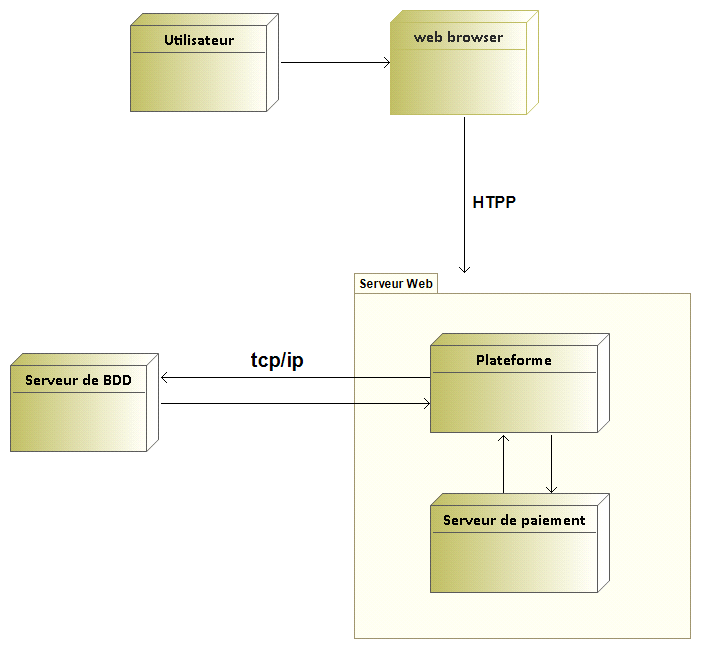 Utilisateur
web browser
HTPP
Serveur Web
tcp/ip
Plateforme
Serveur de BDD
Serveur de paiement